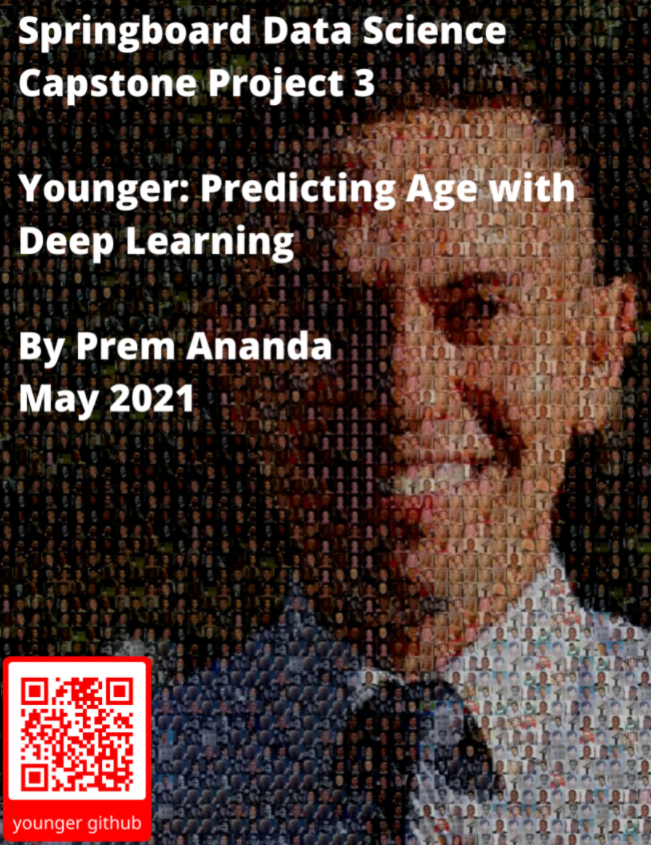 Springboard Data Science
Capstone Project 3
Younger: Predicting Age with
Deep Learning
By Prem Ananda
May 2021
younger github